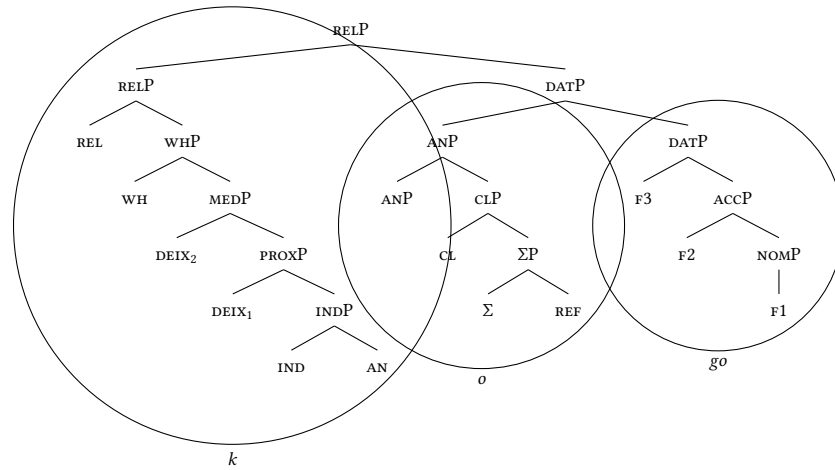 RELP
RELP DATP
REL WHP ANP DATP
WH MEDP ANP CLP F3 ACCP
DEIX₂ PROXP CL ΣP F2 NOMP
DEIX₁ INDP Σ REF F1
IND AN
go
o
k